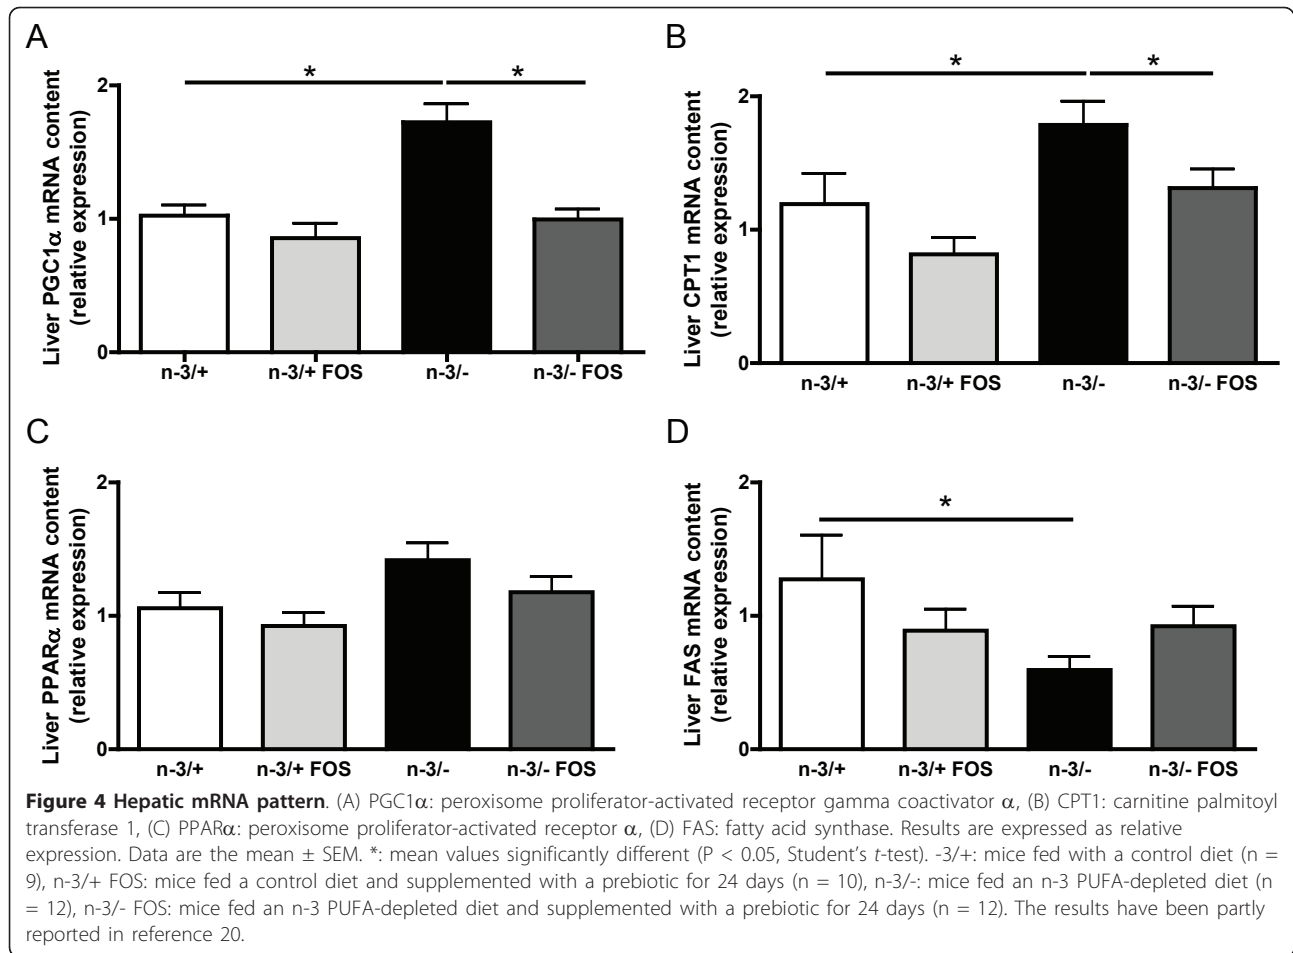 A
B
*
*
*
*
Liver PGC1α mRNA content
(relative expression)
2
1
0
n-3/+
n-3/+ FOS
n-3/-
n-3/- FOS
Liver CPT1 mRNA content
(relative expression)
2
1
0
n-3/+
n-3/+ FOS
n-3/-
n-3/- FOS
C
D
Liver PPARα mRNA content
(relative expression)
2
1
0
n-3/+
n-3/+ FOS
n-3/-
n-3/- FOS
*
Liver FAS mRNA content
(relative expression)
2
1
0
n-3/+
n-3/+ FOS
n-3/-
n-3/- FOS
Figure 4 Hepatic mRNA pattern. (A) PGC1α: peroxisome proliferator-activated receptor gamma coactivator α, (B) CPT1: carnitine palmitoyl
transferase 1, (C) PPARα: peroxisome proliferator-activated receptor α, (D) FAS: fatty acid synthase. Results are expressed as relative
expression. Data are the mean ± SEM. *: mean values significantly different (P < 0.05, Student's t-test). -3/+: mice fed with a control diet (n =
9), n-3/+ FOS: mice fed a control diet and supplemented with a prebiotic for 24 days (n = 10), n-3/-: mice fed an n-3 PUFA-depleted diet (n
= 12), n-3/- FOS: mice fed an n-3 PUFA-depleted diet and supplemented with a prebiotic for 24 days (n = 12). The results have been partly
reported in reference 20.